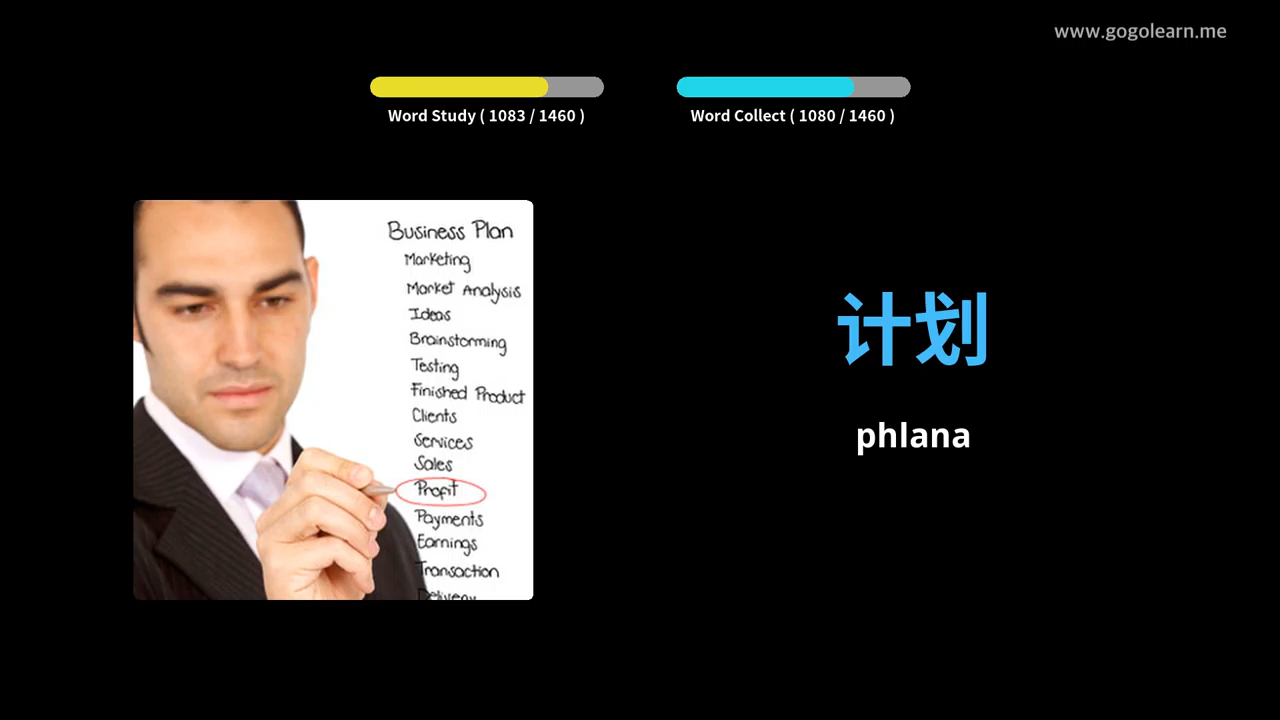 www.gogolearn.me
Word Study ( 1083 / 1460 )
Word Collect ( 1080 / 1460 )
Business Plan
Marketing
Market Analysis
Ideas
Brainstorming
Testing
Finished Product
Clients
Services
Sales
Profit
Payments
Earnings
Transaction
Delivery
计划
phlana